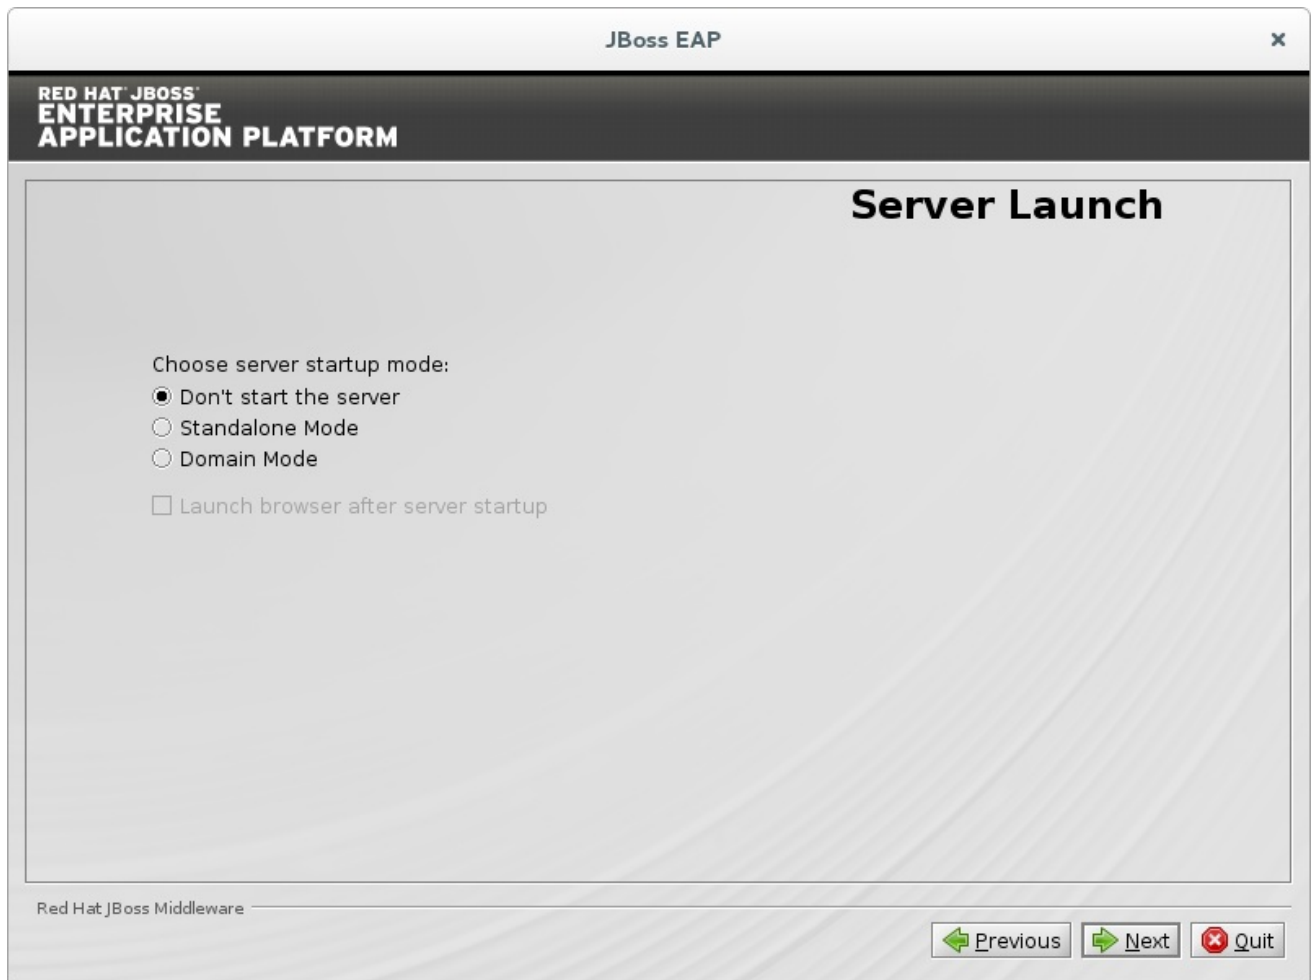 JBoss EAP
RED HAT JBOSS
ENTERPRISE
APPLICATION PLATFORM
Server Launch
Choose server startup mode:
Don't start the server
Standalone Mode
Domain Mode
Launch browser after server startup
Red Hat JBoss Middleware
Previous Next Quit